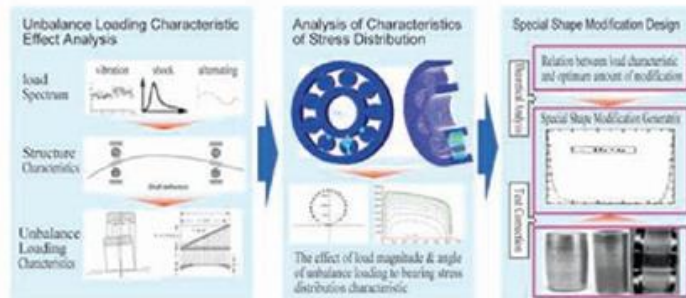 Unbalance Loading Characteristic
Effect Analysis
vibration shock alternating
load
Spectrum
Structure
Characteristics
Unbalance
Loading
Characteristics
Analysis of Characteristics
of Stress Distribution
The effect of load magnitude & angle
of unbalance loading to bearing stress
distribution characteristic
Special Shape Modification Design
Theoretical Analysis
Relation between load characteristic
and optimum amount of modification
Special Shape Modification Generatrix
Test Correction